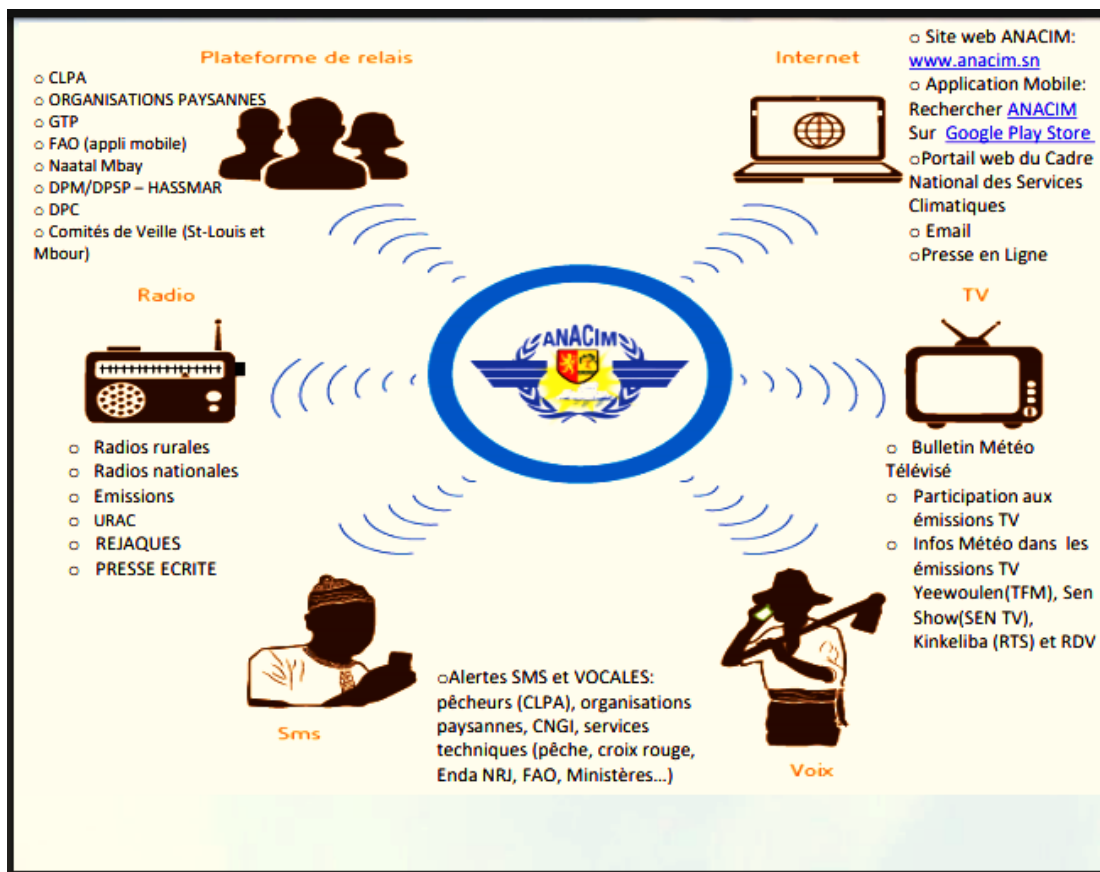 Plateforme de relais
o CLPA
o ORGANISATIONS PAYSANNES
o GTP
o FAO (appli mobile)
o Naatal Mbay
o DPM/DPSP – HASSMAR
o DPC
o Comités de Veille (St-Louis et
Mbour)
Internet
o Site web ANACIM:
www.anacim.sn
o Application Mobile:
Rechercher ANACIM
Sur Google Play Store
oPortail web du Cadre
National des Services
Climatiques
o Email
oPresse en Ligne
Radio
o Radios rurales
o Radios nationales
o Emissions
o URAC
o REJAQUES
o PRESSE ECRITE
ANACIM
TV
o Bulletin Météo
Télévisé
o Participation aux
émissions TV
o Infos Météo dans les
émissions TV
Yeewoulen(TFM), Sen
Show(SEN TV),
Kinkeliba (RTS) et RDV
Sms
oAlertes SMS et VOCALES:
pêcheurs (CLPA), organisations
paysannes, CNGI, services
techniques (pêche, croix rouge,
Enda NRJ, FAO, Ministères...)
Voix